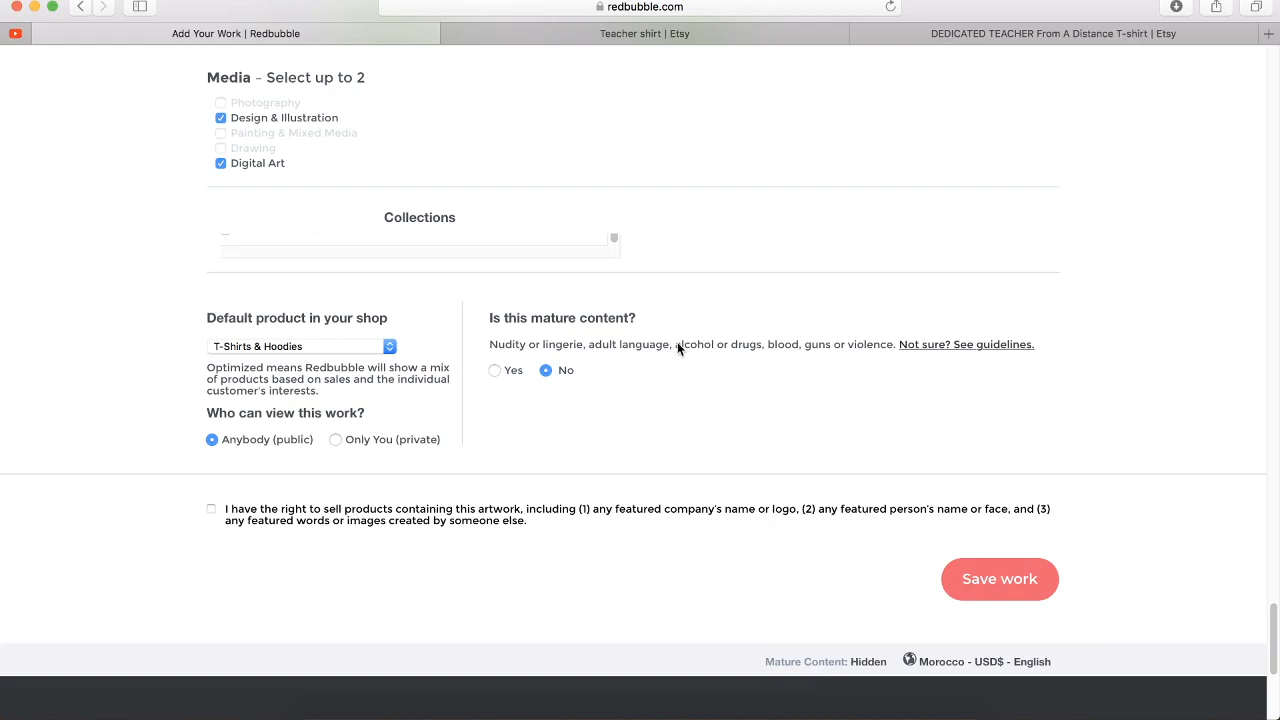 redbubble.com
Add Your Work | Redbubble
Teacher shirt | Etsy
DEDICATED TEACHER From A Distance T-shirt | Etsy
Media – Select up to 2
Photography
Design & Illustration
Painting & Mixed Media
Drawing
Digital Art
Collections
Default product in your shop
T-Shirts & Hoodies
Optimized means Redbubble will show a mix
of products based on sales and the individual
customer's interests.
Who can view this work?
Anybody (public)
Only You (private)
Is this mature content?
Nudity or lingerie, adult language, alcohol or drugs, blood, guns or violence. Not sure? See guidelines.
Yes
No
I have the right to sell products containing this artwork, including (1) any featured company's name or logo, (2) any featured person's name or face, and (3)
any featured words or images created by someone else.
Save work
Mature Content: Hidden
Morocco - USD$ - English